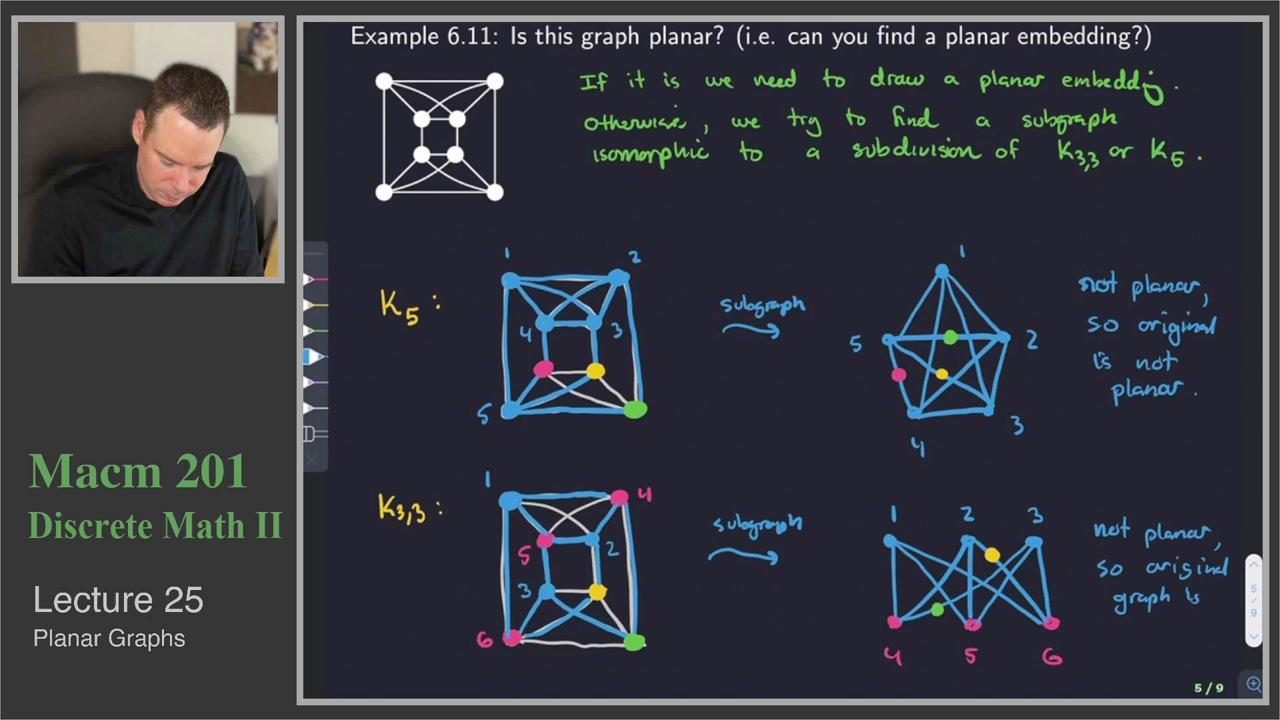 Example 6.11: Is this graph planar? (i.e. can you find a planar embedding?)
If it is we need to draw a planar embeddig.
otherwise, we try to find a subgraph
isomorphic to a subdivision of K3,3 or K5.
K5:
1
2
4
3
5
subgraph
1
5
2
4
3
not planar,
so original
is not
planar.
K3,3:
1
4
5
2
3
6
subgraph
1 2 3
4 5 6
not planar,
so original
graph is
5
/
9
5 / 9
Macm 201
Discrete Math II
Lecture 25
Planar Graphs